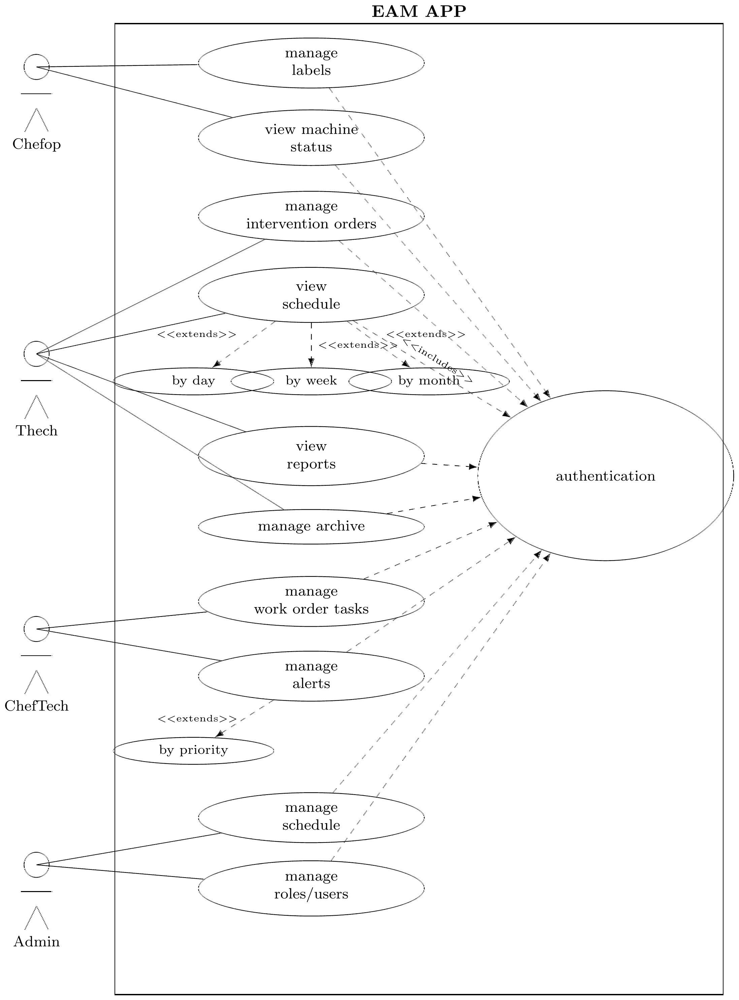 EAM APP
manage
labels
Chefop
view machine
status
manage
intervention orders
view
schedule
<<extends>>
<<extends>>
<<extends>>
<<includes>>
by day
by week
by month
Thech
view
reports
authentication
manage archive
manage
work order tasks
ChefTech
manage
alerts
<<extends>>
by priority
manage
schedule
manage
roles/users
Admin